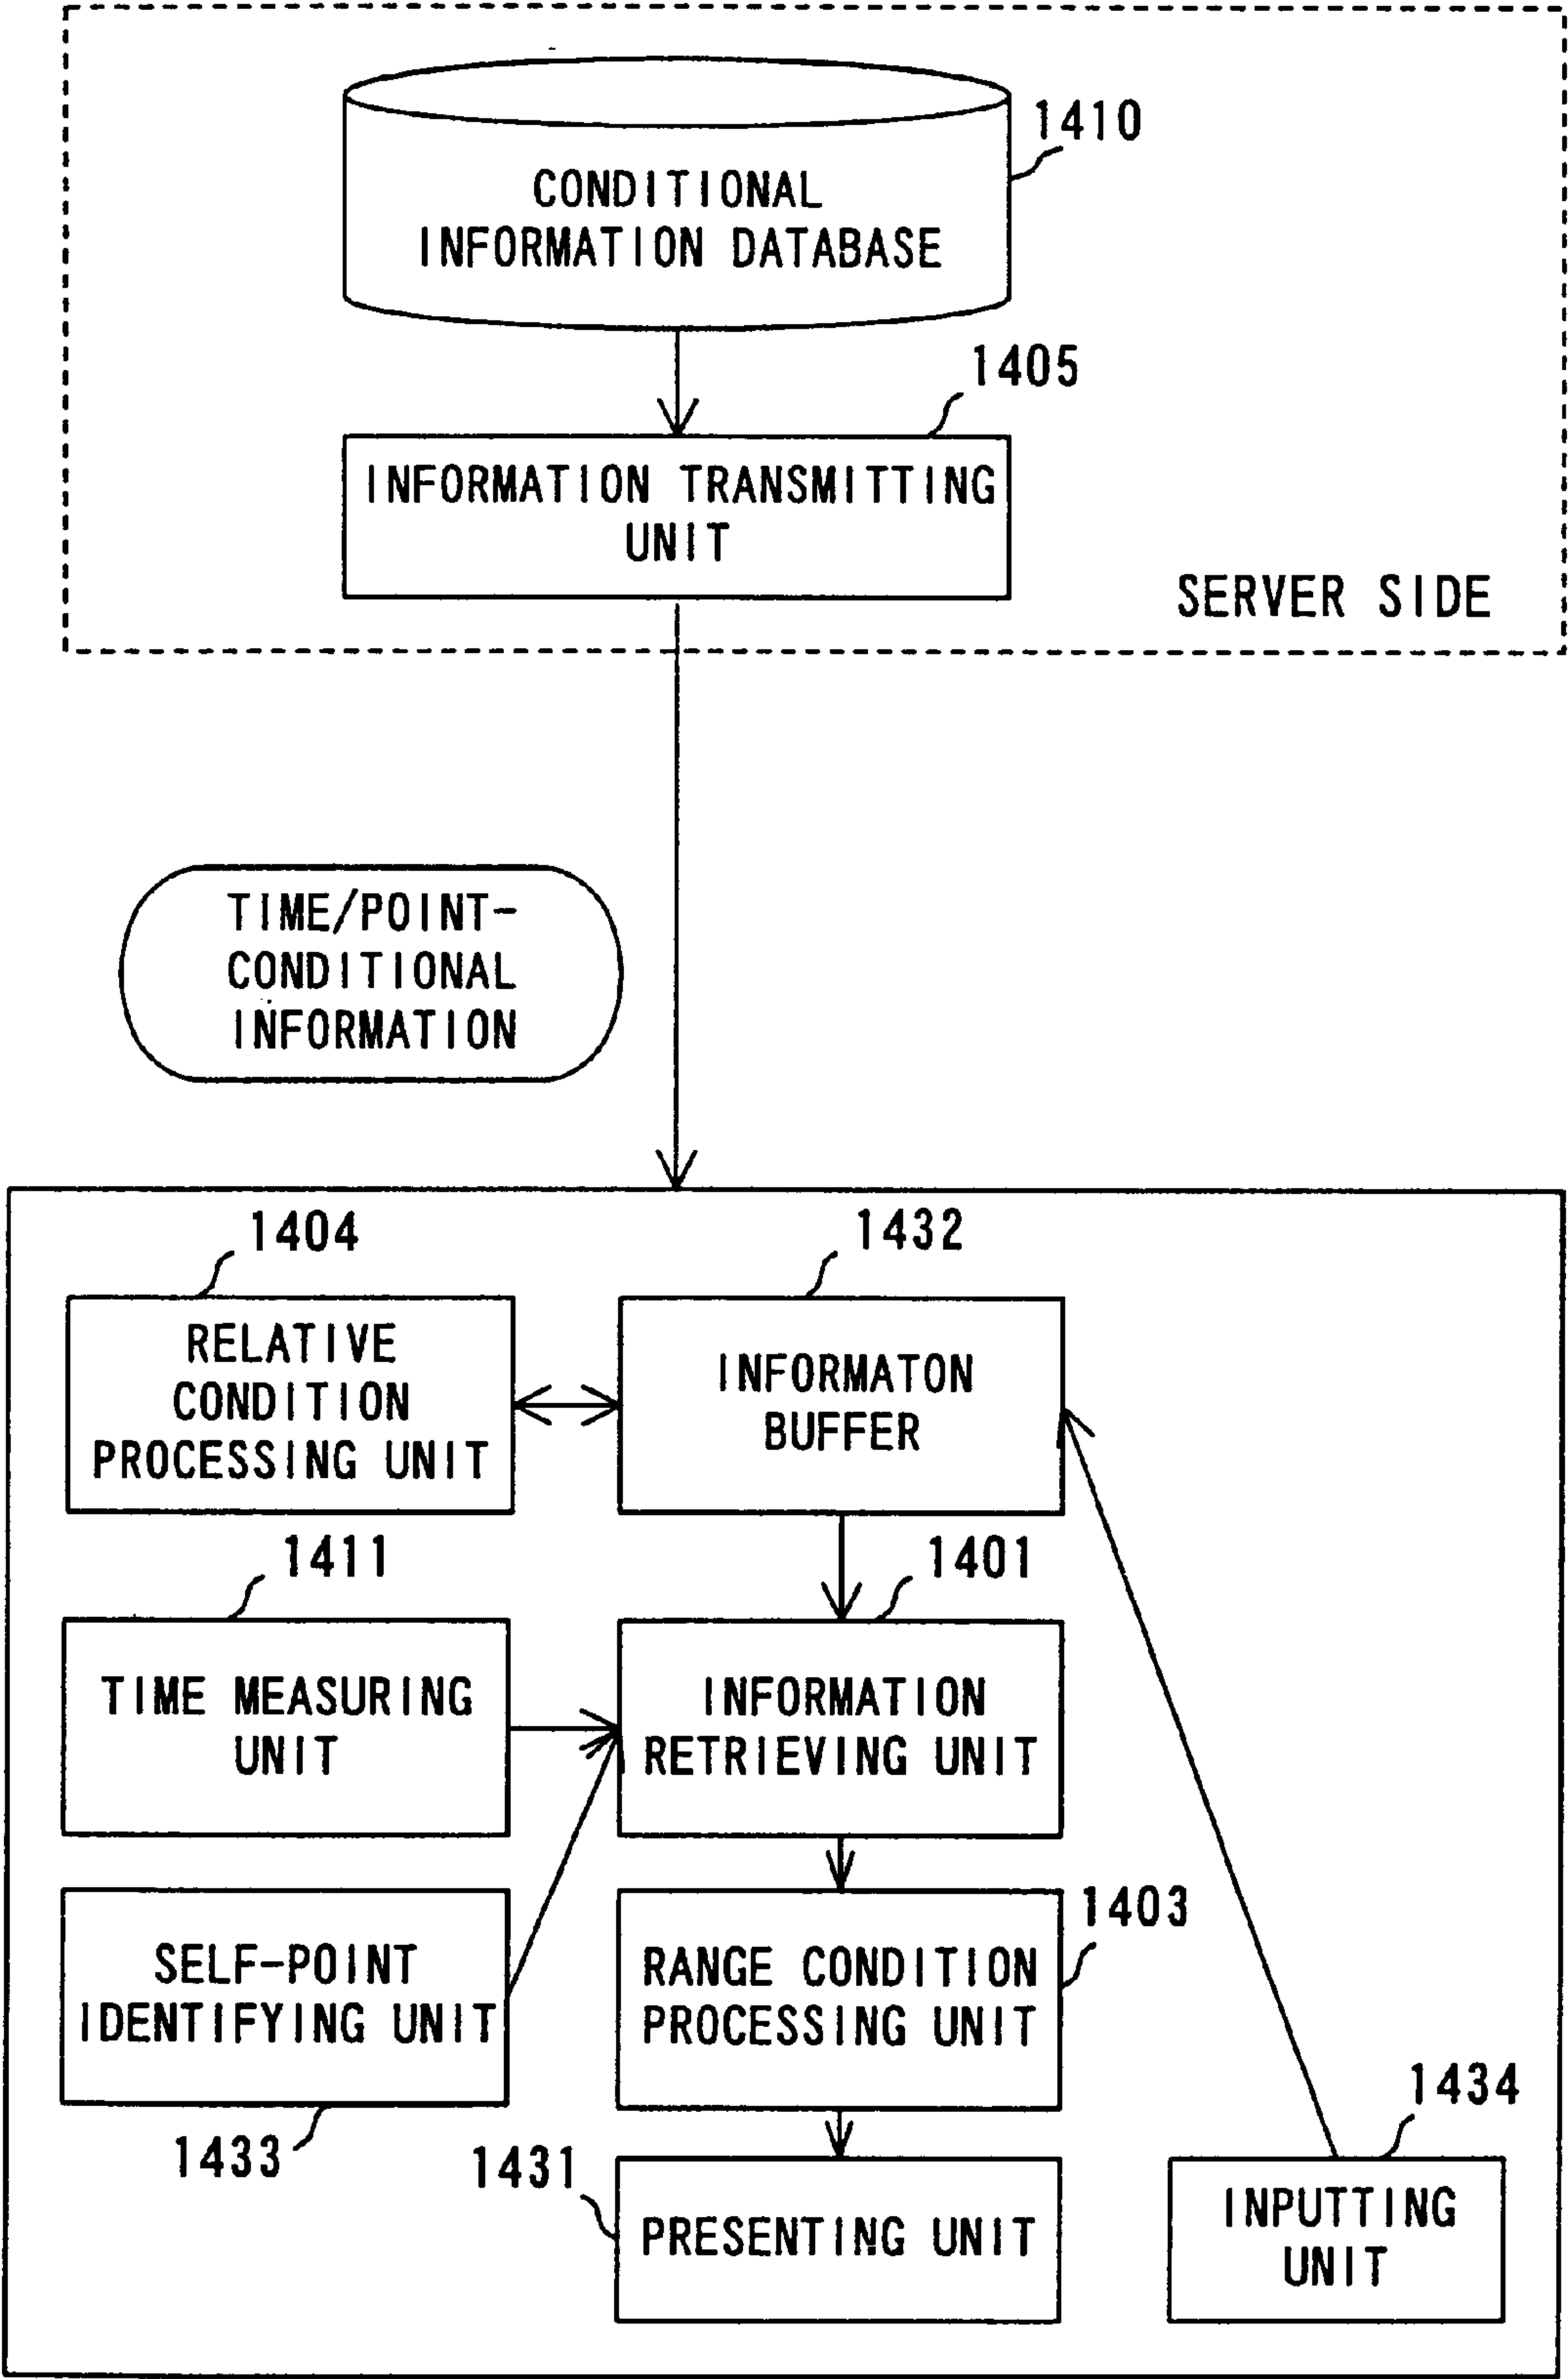 1410
CONDITIONAL
INFORMATION DATABASE
1405
INFORMATION TRANSMITTING
UNIT
SERVER SIDE
TIME/POINT-
CONDITIONAL
INFORMATION
1404
RELATIVE
CONDITION
PROCESSING UNIT
1432
INFORMATON
BUFFER
1411
TIME MEASURING
UNIT
1401
INFORMATION
RETRIEVING UNIT
SELF-POINT
IDENTIFYING UNIT
1433
1403
RANGE CONDITION
PROCESSING UNIT
1431
PRESENTING UNIT
1434
INPUTTING
UNIT